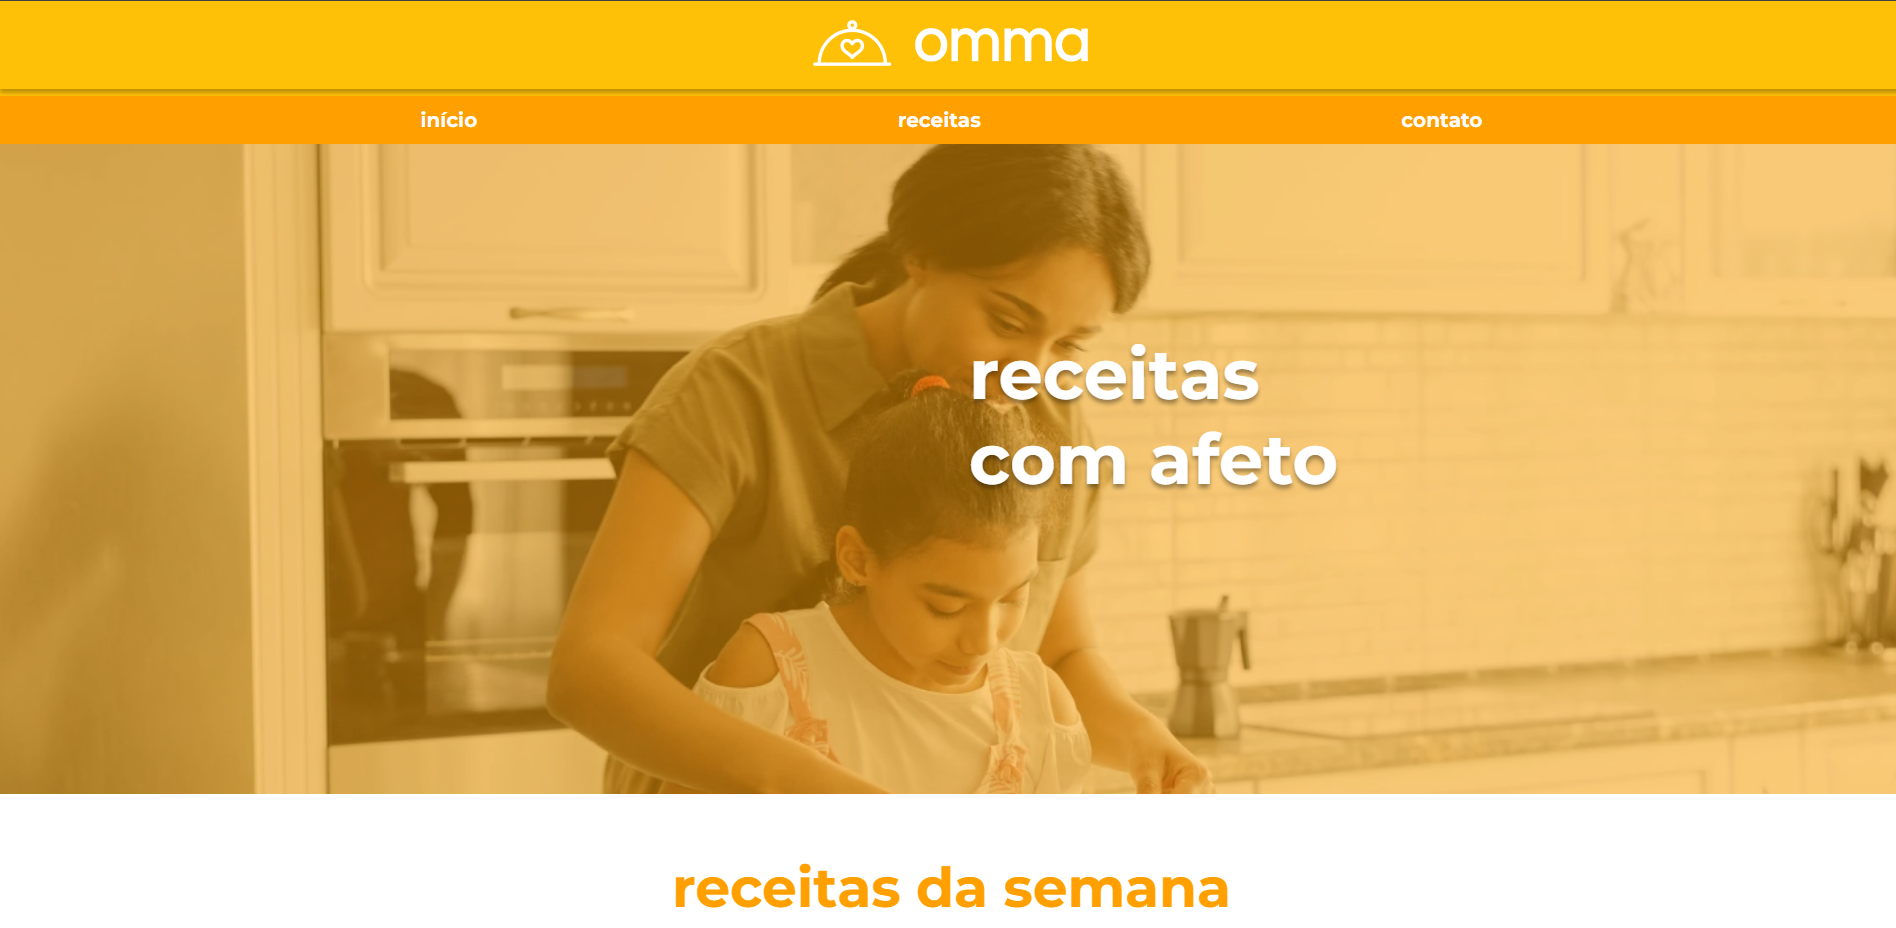 omma
início
receitas
contato
receitas
com afeto
receitas da semana